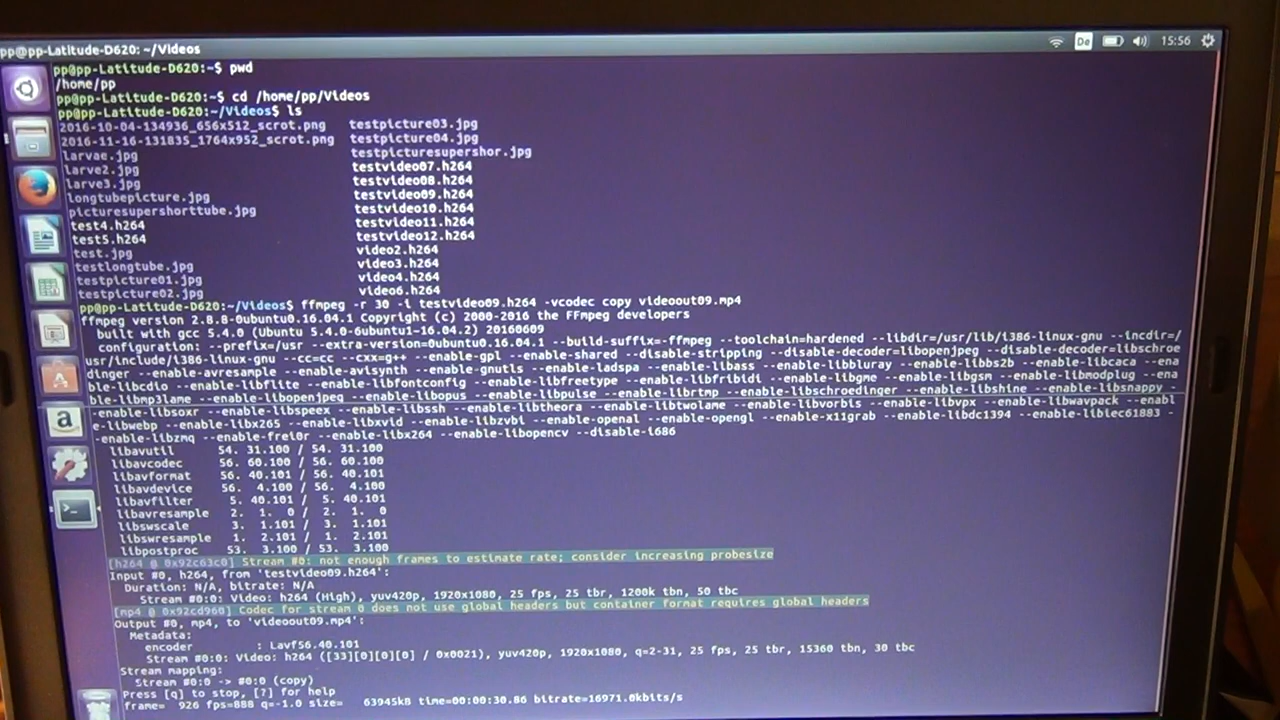 pp@pp-Latitude-D620: ~/Videos
De
15:56
pp@pp-Latitude-D620:~$ pwd
/home/pp
pp@pp-Latitude-D620:~$ cd /home/pp/Videos
pp@pp-Latitude-D620:~/Videos$ ls
2016-10-04-134936_656x512_scrot.png testpicture03.jpg
2016-11-16-131835_1764x952_scrot.png testpicture04.jpg
larvae.jpg testpicturesupershor.jpg
larve2.jpg testvideo07.h264
larve3.jpg testvideo08.h264
longtubepicture.jpg testvideo09.h264
picturesupershorttube.jpg testvideo10.h264
test4.h264 testvideo11.h264
test5.h264 testvideo12.h264
test.jpg video2.h264
testlongtube.jpg video3.h264
testpicture01.jpg video4.h264
testpicture02.jpg video6.h264
pp@pp-Latitude-D620:~/Videos$ ffmpeg -r 30 -i testvideo09.h264 -vcodec copy videoout09.mp4
ffmpeg version 2.8.8-0ubuntu0.16.04.1 Copyright (c) 2000-2016 the FFmpeg developers
built with gcc 5.4.0 (Ubuntu 5.4.0-6ubuntu1~16.04.2) 20160609
configuration: --prefix=/usr --extra-version=0ubuntu0.16.04.1 --build-suffix=-ffmpeg --toolchain=hardened --libdir=/usr/lib/i386-linux-gnu --incdir=/
usr/include/i386-linux-gnu --cc=cc --cxx=g++ --enable-gpl --enable-shared --disable-stripping --disable-decoder=libopenjpeg --disable-decoder=libschroe
dinger --enable-avresample --enable-avisynth --enable-gnutls --enable-ladspa --enable-libass --enable-libbluray --enable-libbs2b --enable-libcaca --ena
ble-libcdio --enable-libflite --enable-libfontconfig --enable-libfreetype --enable-libfribidi --enable-libgme --enable-libgsm --enable-libmodplug --ena
ble-libmp3lame --enable-libopenjpeg --enable-libopus --enable-libpulse --enable-librtmp --enable-libschroedinger --enable-libshine --enable-libsnappy -
-enable-libsoxr --enable-libspeex --enable-libssh --enable-libtheora --enable-libtwolame --enable-libvorbis --enable-libvpx --enable-libwavpack --enabl
e-libwebp --enable-libx265 --enable-libxvid --enable-libzvbi --enable-openal --enable-opengl --enable-x11grab --enable-libdc1394 --enable-libiec61883 -
-enable-libzmq --enable-frei0r --enable-libx264 --enable-libopencv --disable-i686
libavutil 54. 31.100 / 54. 31.100
libavcodec 56. 60.100 / 56. 60.100
libavformat 56. 40.101 / 56. 40.101
libavdevice 56. 4.100 / 56. 4.100
libavfilter 5. 40.101 / 5. 40.101
libavresample 2. 1. 0 / 2. 1. 0
libswscale 3. 1.101 / 3. 1.101
libswresample 1. 2.101 / 1. 2.101
libpostproc 53. 3.100 / 53. 3.100
[h264 @ 0x92c63c0] Stream #0: not enough frames to estimate rate; consider increasing probesize
Input #0, h264, from 'testvideo09.h264':
Duration: N/A, bitrate: N/A
Stream #0:0: Video: h264 (High), yuv420p, 1920x1080, 25 fps, 25 tbr, 1200k tbn, 50 tbc
[mp4 @ 0x92cd960] Codec for stream 0 does not use global headers but container format requires global headers
Output #0, mp4, to 'videoout09.mp4':
Metadata:
encoder : Lavf56.40.101
Stream #0:0: Video: h264 ([33][0][0][0] / 0x0021), yuv420p, 1920x1080, q=2-31, 25 fps, 25 tbr, 15360 tbn, 30 tbc
Stream mapping:
Stream #0:0 -> #0:0 (copy)
Press [q] to stop, [?] for help
frame= 926 fps=888 q=-1.0 size= 63945kB time=00:00:30.86 bitrate=16971.0kbits/s